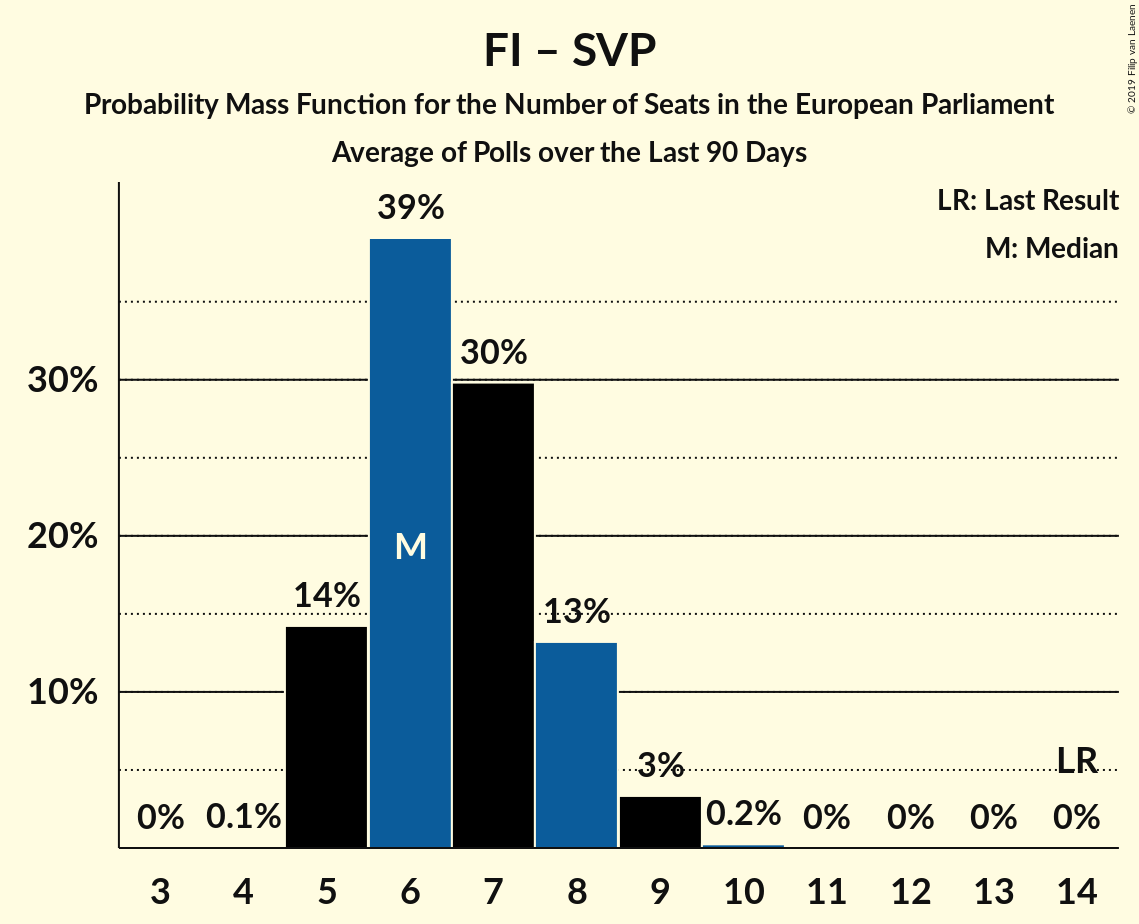 FI – SVP
Probability Mass Function for the Number of Seats in the European Parliament
Average of Polls over the Last 90 Days
© 2019 Filip van Laenen
LR: Last Result
M: Median
39%
30%
30%
20%
M
14%
13%
10%
LR
3%
0% 0.1% 0.2% 0% 0% 0% 0%
3 4 5 6 7 8 9 10 11 12 13 14